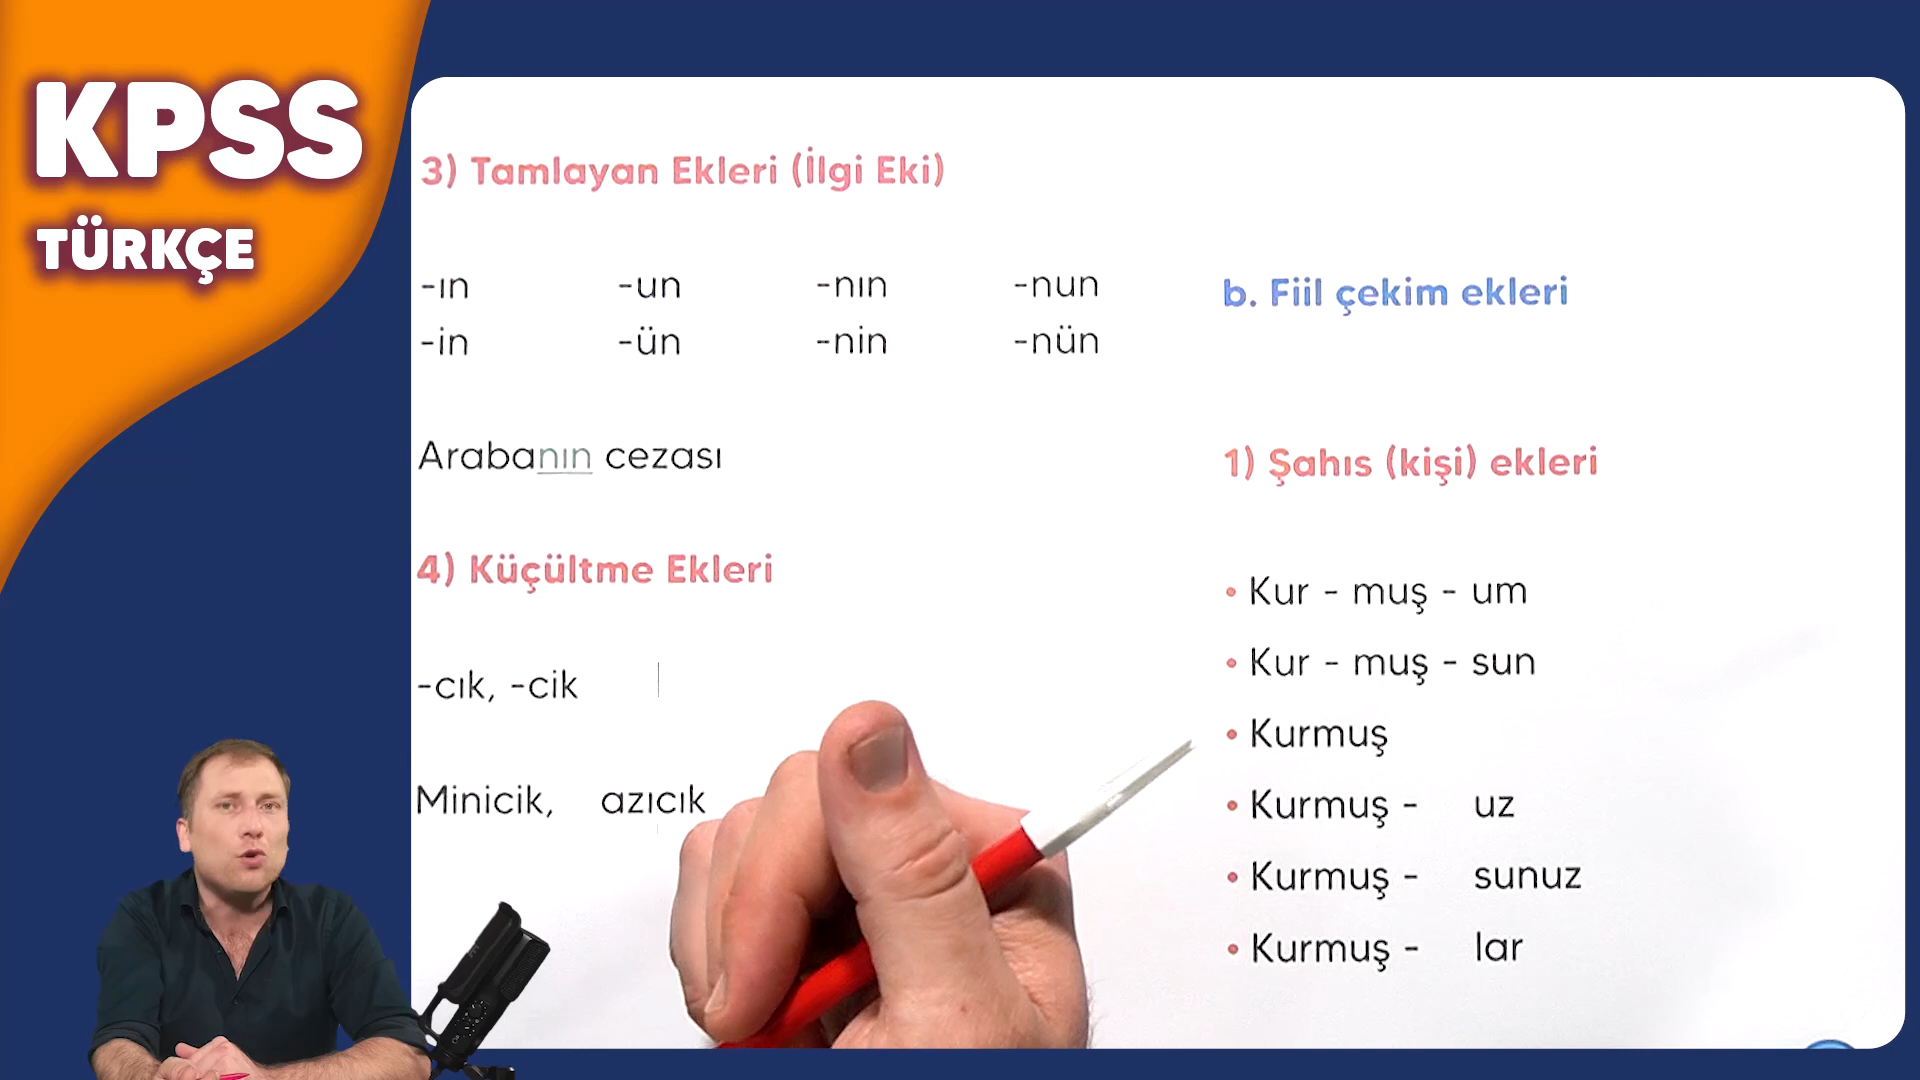 KPSS
TÜRKÇE
3) Tamlayan Ekleri (İlgi Eki)
-ın -un -nın -nun
-in -ün -nin -nün
Arabanın cezası
4) Küçültme Ekleri
-cık, -cik
Minicik, azıcık
b. Fiil çekim ekleri
1) Şahıs (kişi) ekleri
• Kur - muş - um
• Kur - muş - sun
• Kurmuş
• Kurmuş - uz
• Kurmuş - sunuz
• Kurmuş - lar